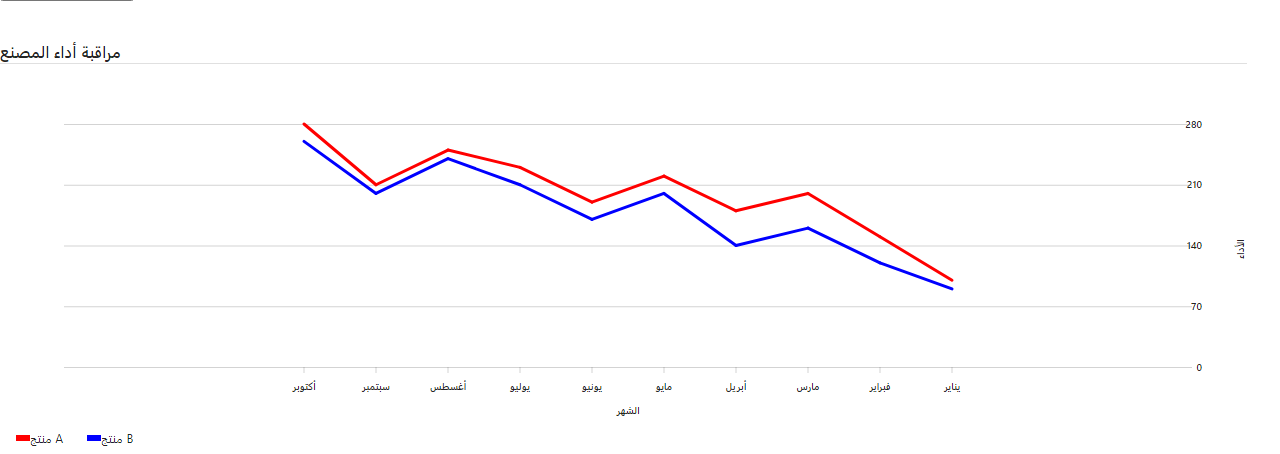 مراقبة أداء المصنع
280
210
140
70
0
الأداء
يناير فبراير مارس أبريل مايو يونيو يوليو أغسطس سبتمبر أكتوبر
الشهر
منتج A منتج B